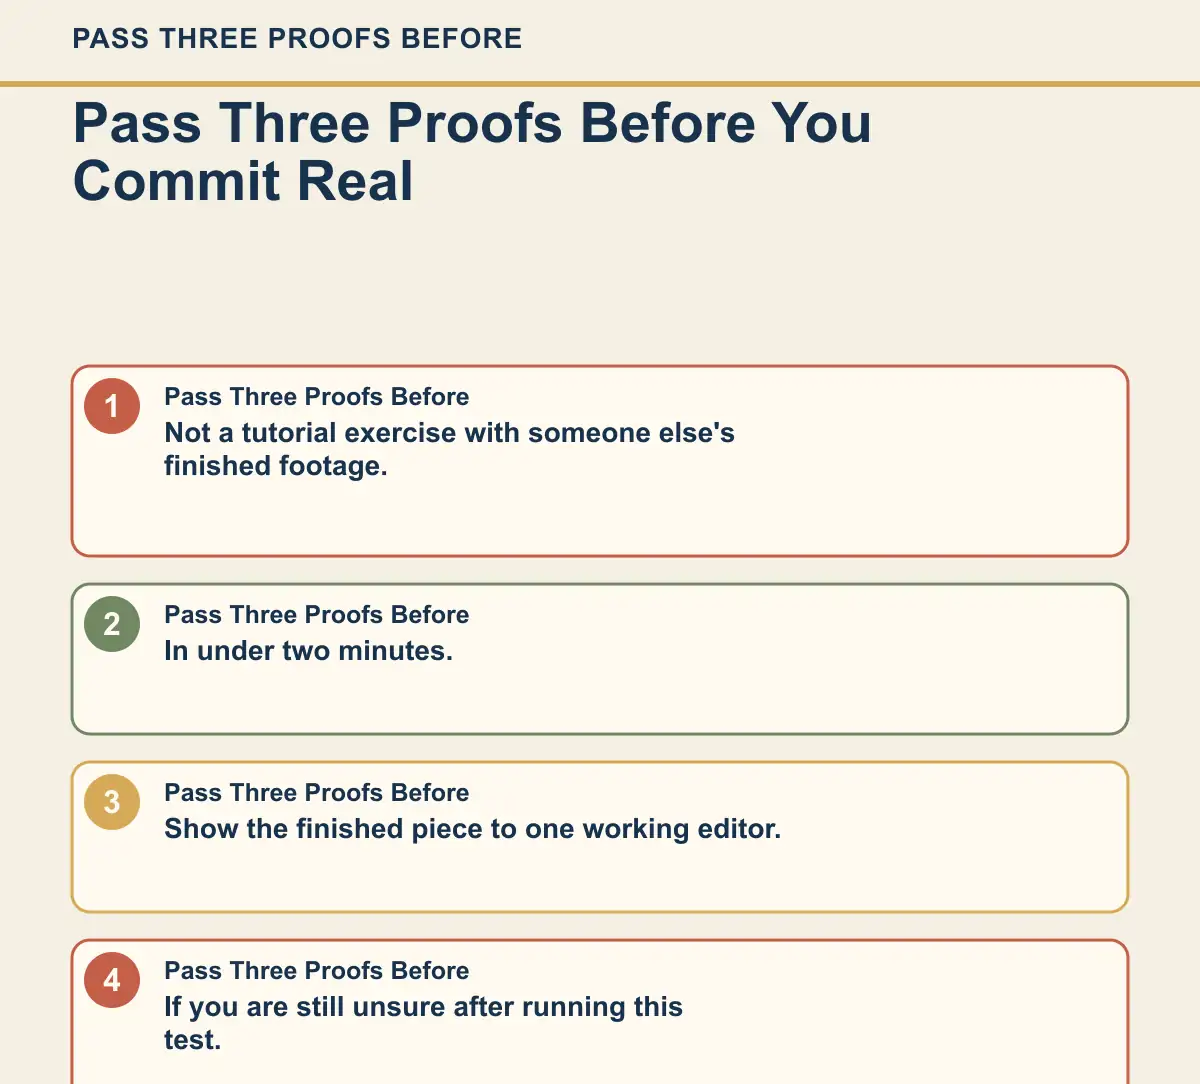 PASS THREE PROOFS BEFORE
Pass Three Proofs Before You
Commit Real
1
Pass Three Proofs Before
Not a tutorial exercise with someone else's
finished footage.
2
Pass Three Proofs Before
In under two minutes.
3
Pass Three Proofs Before
Show the finished piece to one working editor.
4
Pass Three Proofs Before
If you are still unsure after running this
test.